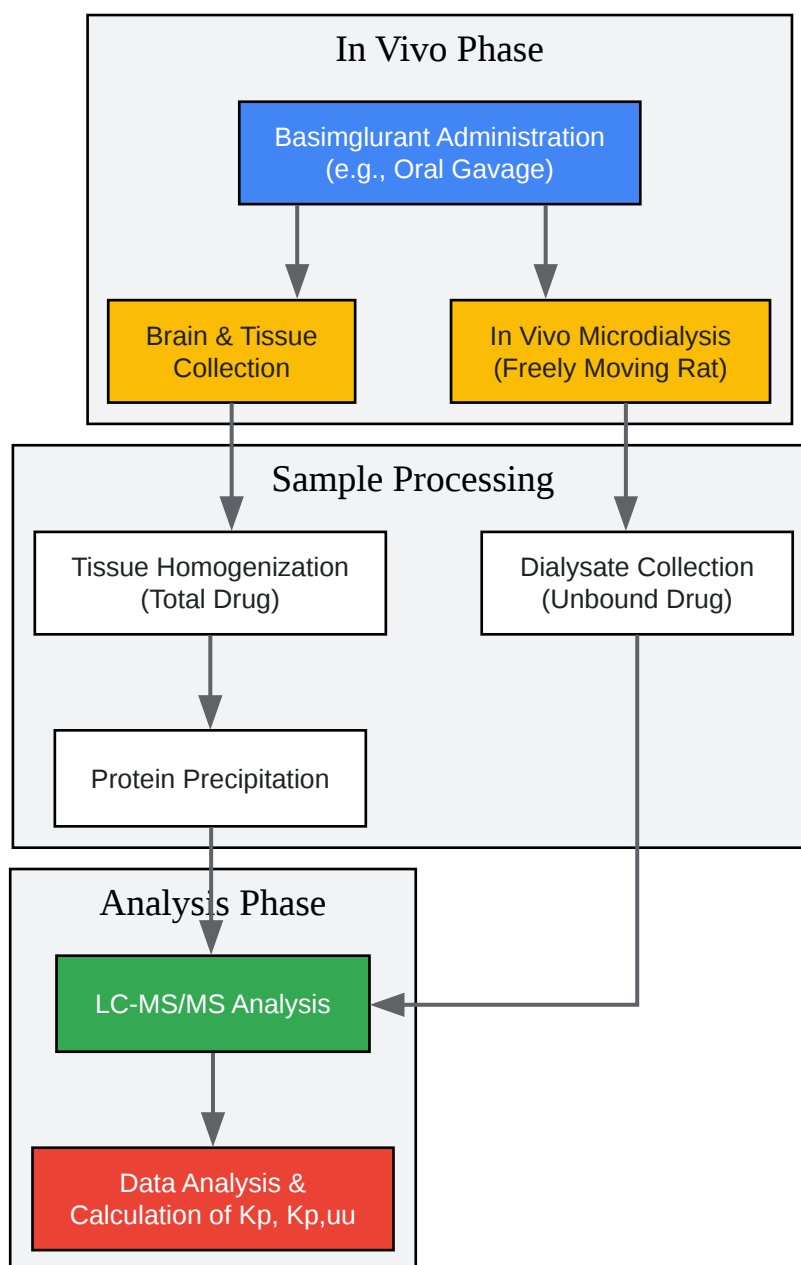 In Vivo Phase
Basimglurant Administration
(e.g., Oral Gavage)
Brain & Tissue
Collection
In Vivo Microdialysis
(Freely Moving Rat)
Sample Processing
Tissue Homogenization
(Total Drug)
Dialysate Collection
(Unbound Drug)
Protein Precipitation
Analysis Phase
LC-MS/MS Analysis
Data Analysis &
Calculation of Kp, Kp,uu